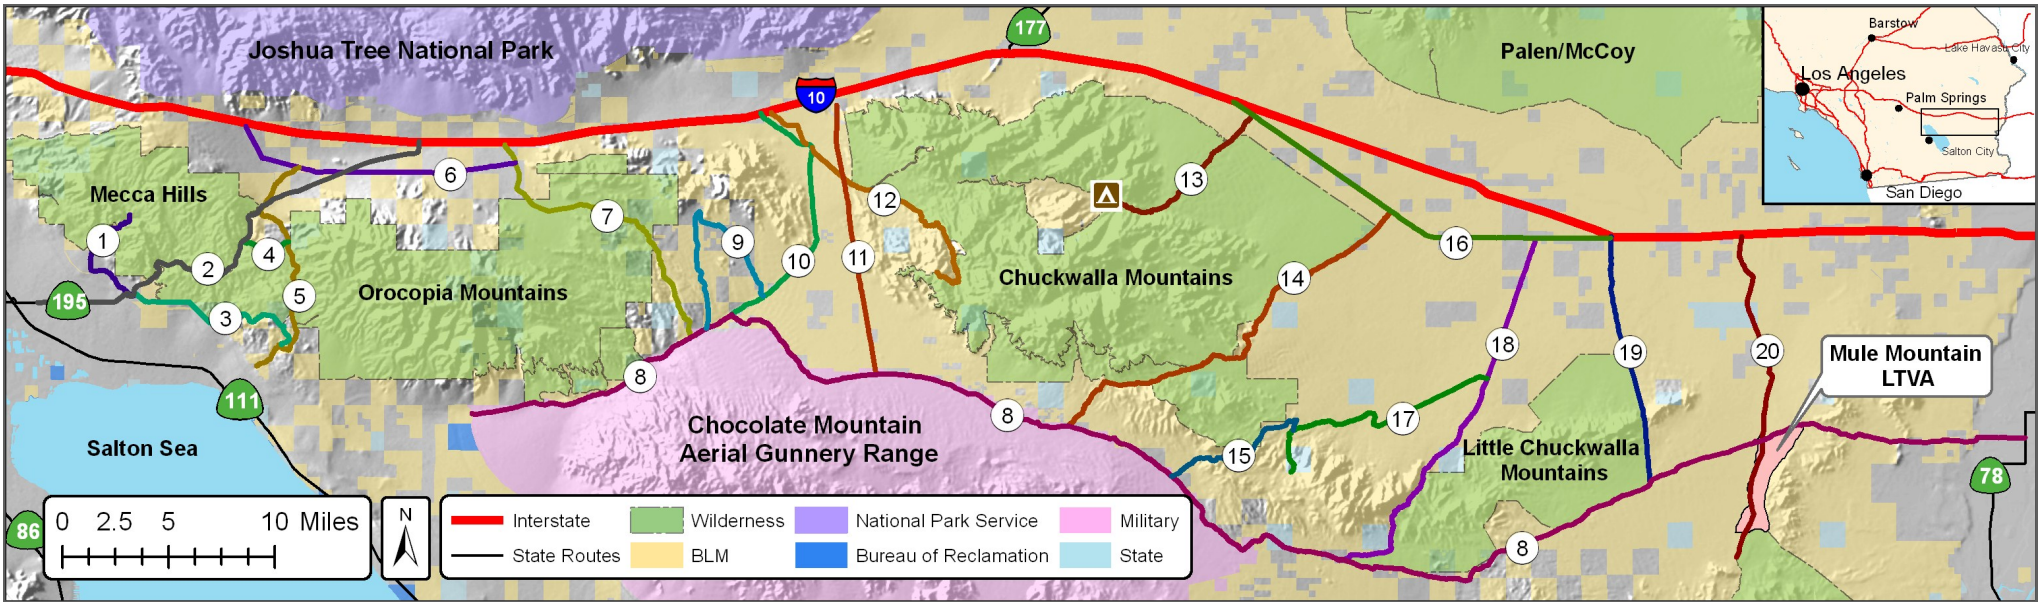 Joshua Tree National Park
177
Palen/McCoy
10
Barstow
Lake Havasu City
Los Angeles
Palm Springs
Salton City
San Diego
Mecca Hills
6
13
12
7
1
2
4
9
10
11
16
5
195
3
Orocopia Mountains
Chuckwalla Mountains
14
18
19
20
Mule Mountain
LTVA
8
111
8
17
Chocolate Mountain
Aerial Gunnery Range
Salton Sea
15
Little Chuckwalla
Mountains
78
86
8
0 2.5 5 10 Miles
N
Interstate
Wilderness
National Park Service
Military
State Routes
BLM
Bureau of Reclamation
State